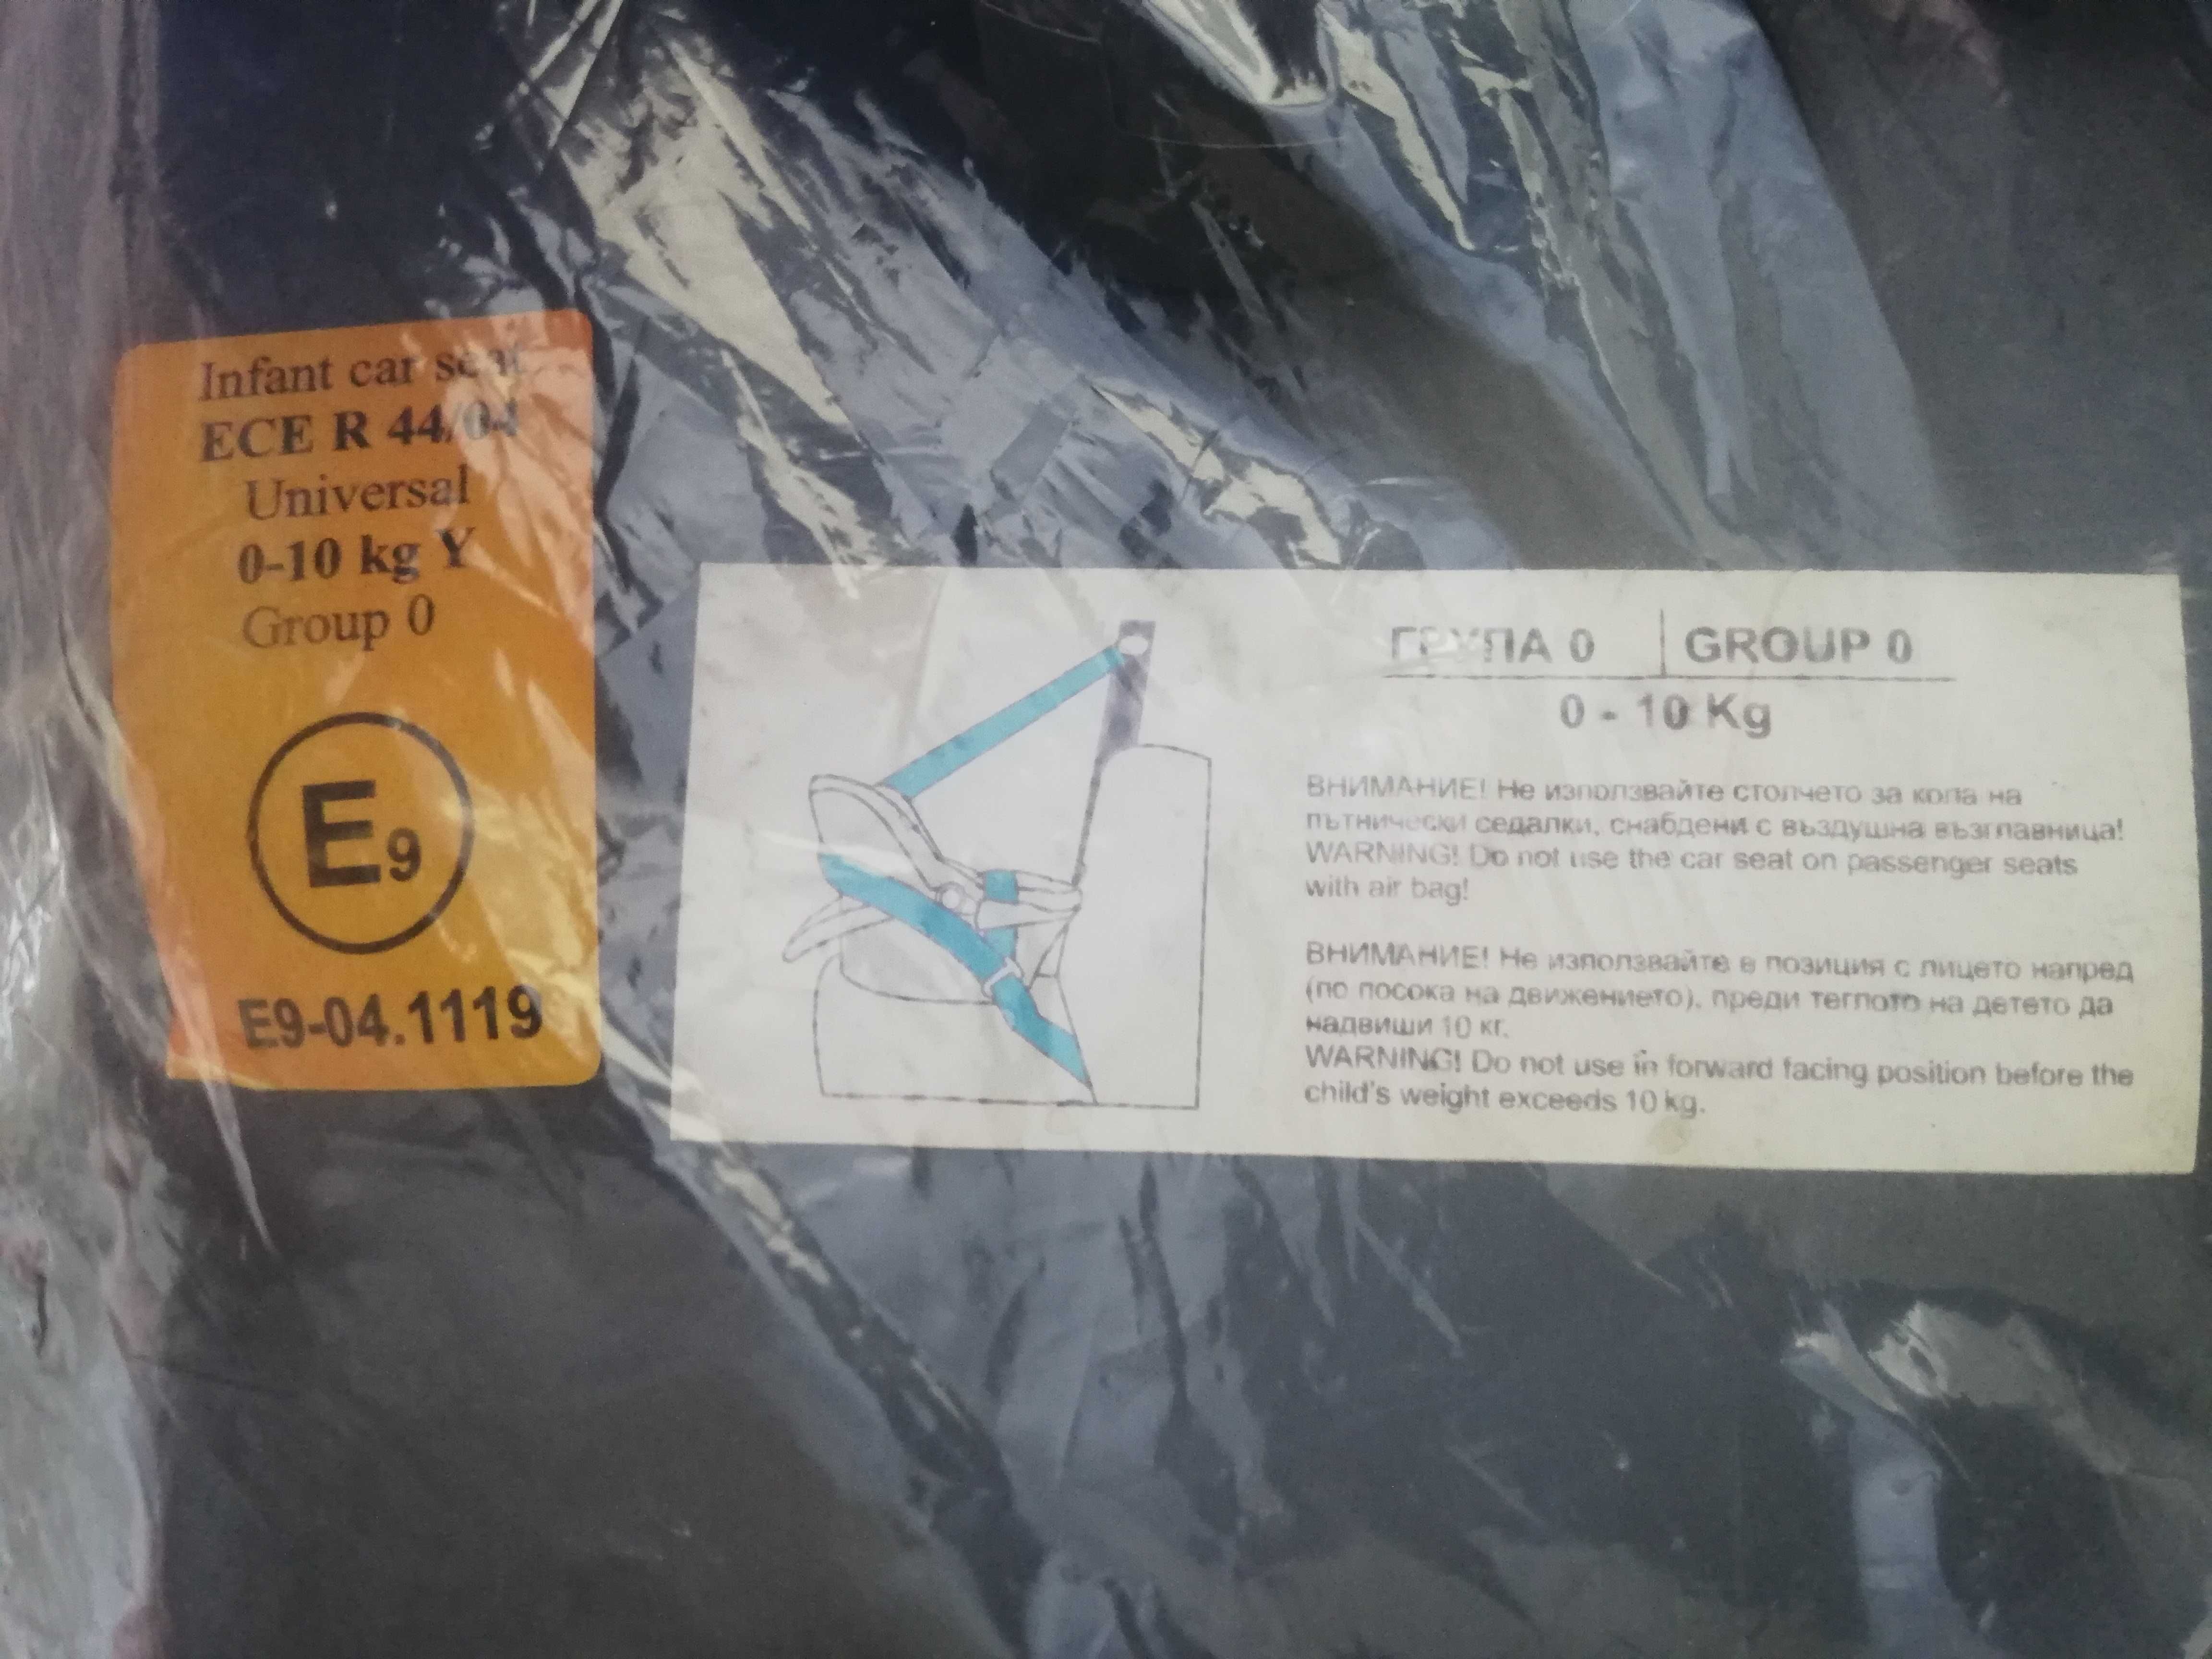 Infant car seat
ECE R 44/04
Universal
0-10 kg Y
Group 0
E9
E9-04.1119
ГРУПА 0 | GROUP 0
0 - 10 Kg
ВНИМАНИЕ! Не използвайте столчето за кола на
пътнически седалки, снабдени с въздушна възглавница!
WARNING! Do not use the car seat on passenger seats
with air bag!
ВНИМАНИЕ! Не използвайте в позиция с лицето напред
(по посока на движението), преди теглото на детето да
надвиши 10 кг.
WARNING! Do not use in forward facing position before the
child's weight exceeds 10 kg.